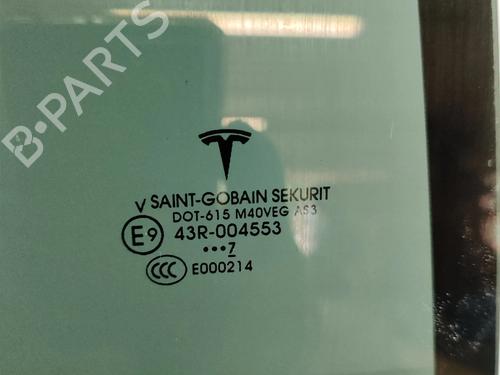 B-PARTS
V SAINT-GOBAIN SEKURIT
DOT-615 M40VEG AS3
E9 43R-004553
•••7
CCC E000214